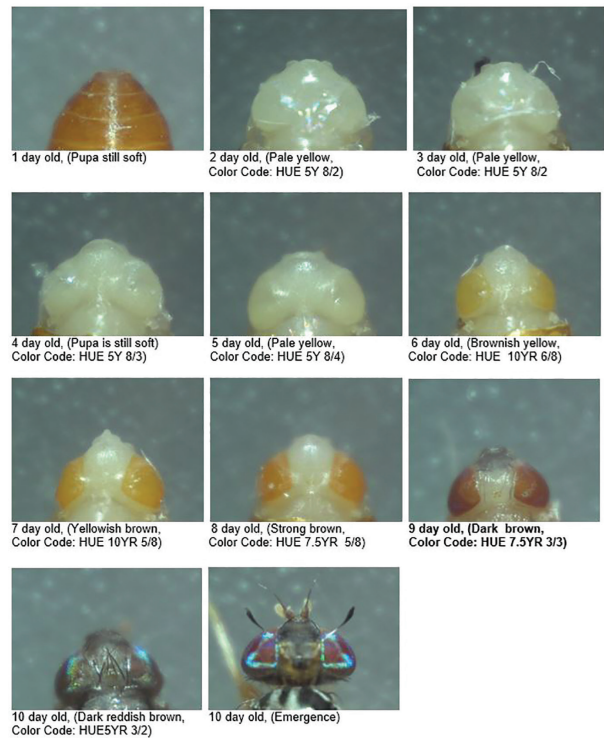 1 day old, (Pupa still soft)
2 day old, (Pale yellow,
Color Code: HUE 5Y 8/2)
3 day old, (Pale yellow,
Color Code: HUE 5Y 8/2
4 day old, (Pupa is still soft)
Color Code: HUE 5Y 8/3)
5 day old, (Pale yellow,
Color Code: HUE 5Y 8/4)
6 day old, (Brownish yellow,
Color Code: HUE 10YR 6/8)
7 day old, (Yellowish brown,
Color Code: HUE 10YR 5/8)
8 day old, (Strong brown,
Color Code: HUE 7.5YR 5/8)
9 day old, (Dark brown,
Color Code: HUE 7.5YR 3/3)
10 day old, (Dark reddish brown,
Color Code: HUE5YR 3/2)
10 day old, (Emergence)